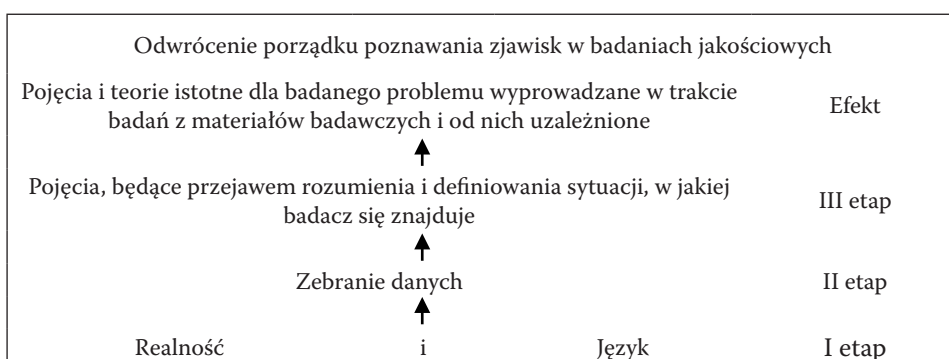 Odwrócenie porządku poznawania zjawisk w badaniach jakościowych
Pojęcia i teorie istotne dla badanego problemu wyprowadzane w trakcie
badań z materiałów badawczych i od nich uzależnione
Efekt
Pojęcia, będące przejawem rozumienia i definiowania sytuacji, w jakiej
badacz się znajduje
III etap
Zebranie danych II etap
Realność i Język I etap